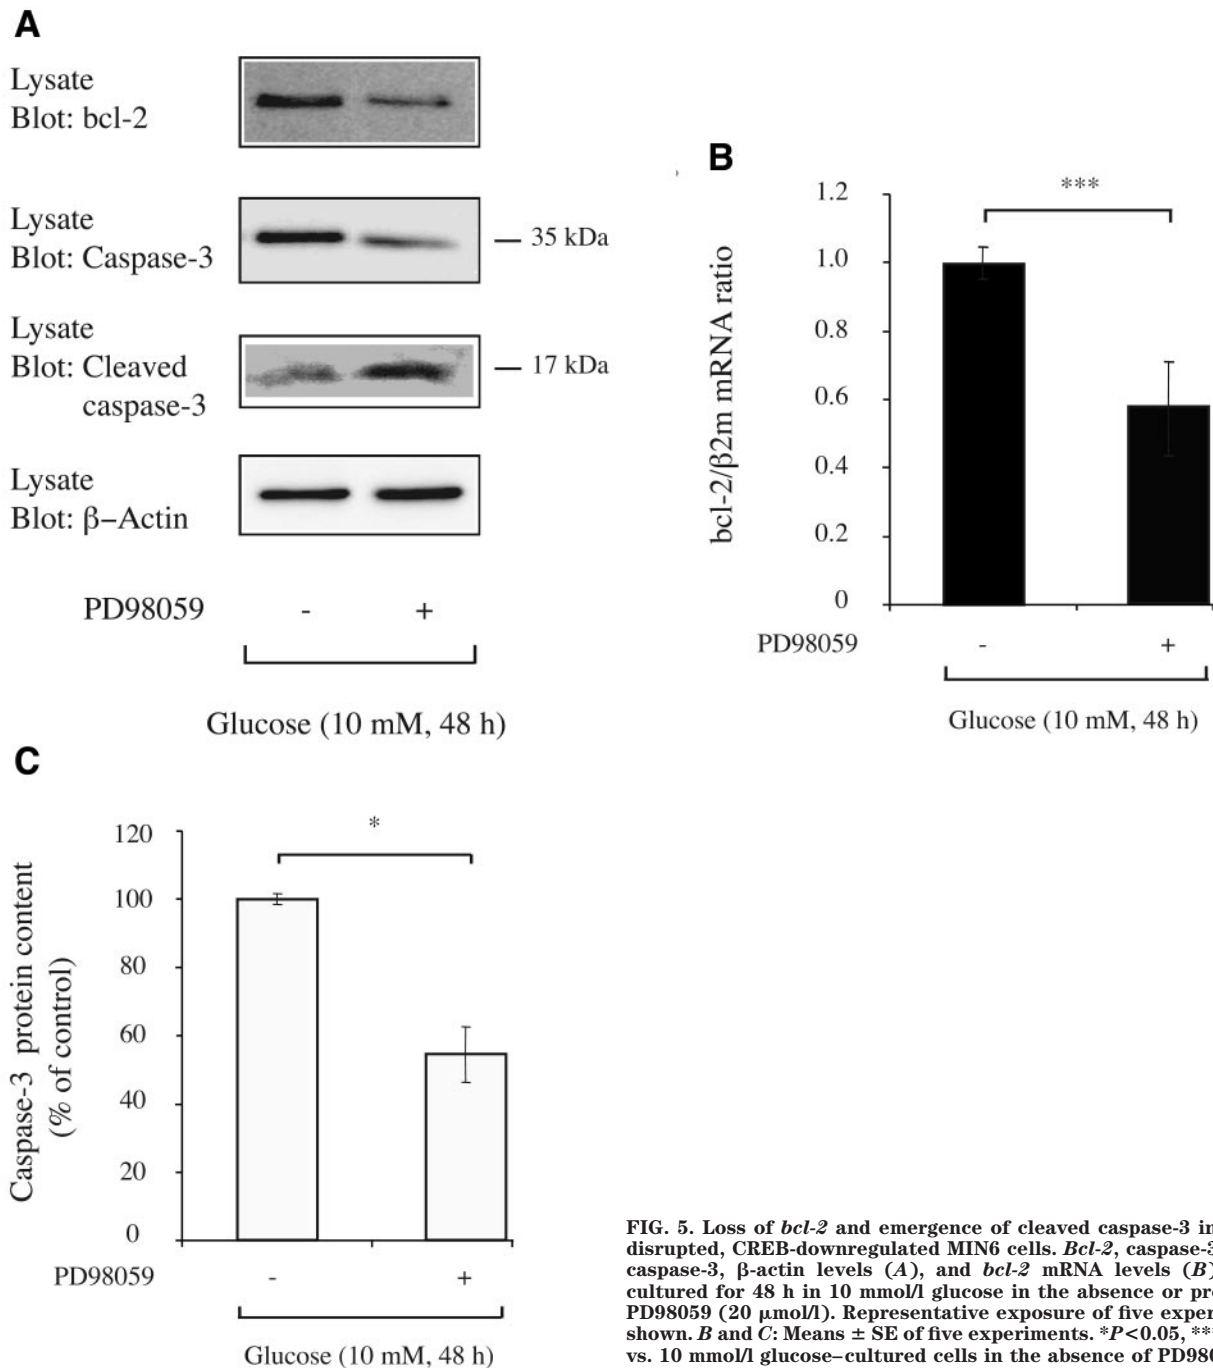 A
Lysate
Blot: bcl-2
Lysate
Blot: Caspase-3
35 kDa
Lysate
Blot: Cleaved
caspase-3
17 kDa
Lysate
Blot: β–Actin
PD98059 - +
Glucose (10 mM, 48 h)
B
***
bcl-2/β2m mRNA ratio
1.2
1.0
0.8
0.6
0.4
0.2
0
PD98059 - +
Glucose (10 mM, 48 h)
C
*
Caspase-3 protein content
(% of control)
120
100
80
60
40
20
0
PD98059 - +
Glucose (10 mM, 48 h)
FIG. 5. Loss of bcl-2 and emergence of cleaved caspase-3 in
disrupted, CREB-downregulated MIN6 cells. Bcl-2, caspase-3
caspase-3, β-actin levels (A), and bcl-2 mRNA levels (B)
cultured for 48 h in 10 mmol/l glucose in the absence or
PD98059 (20 μmol/l). Representative exposure of five
shown. B and C: Means ± SE of five experiments. *P<0.05,
vs. 10 mmol/l glucose–cultured cells in the absence of